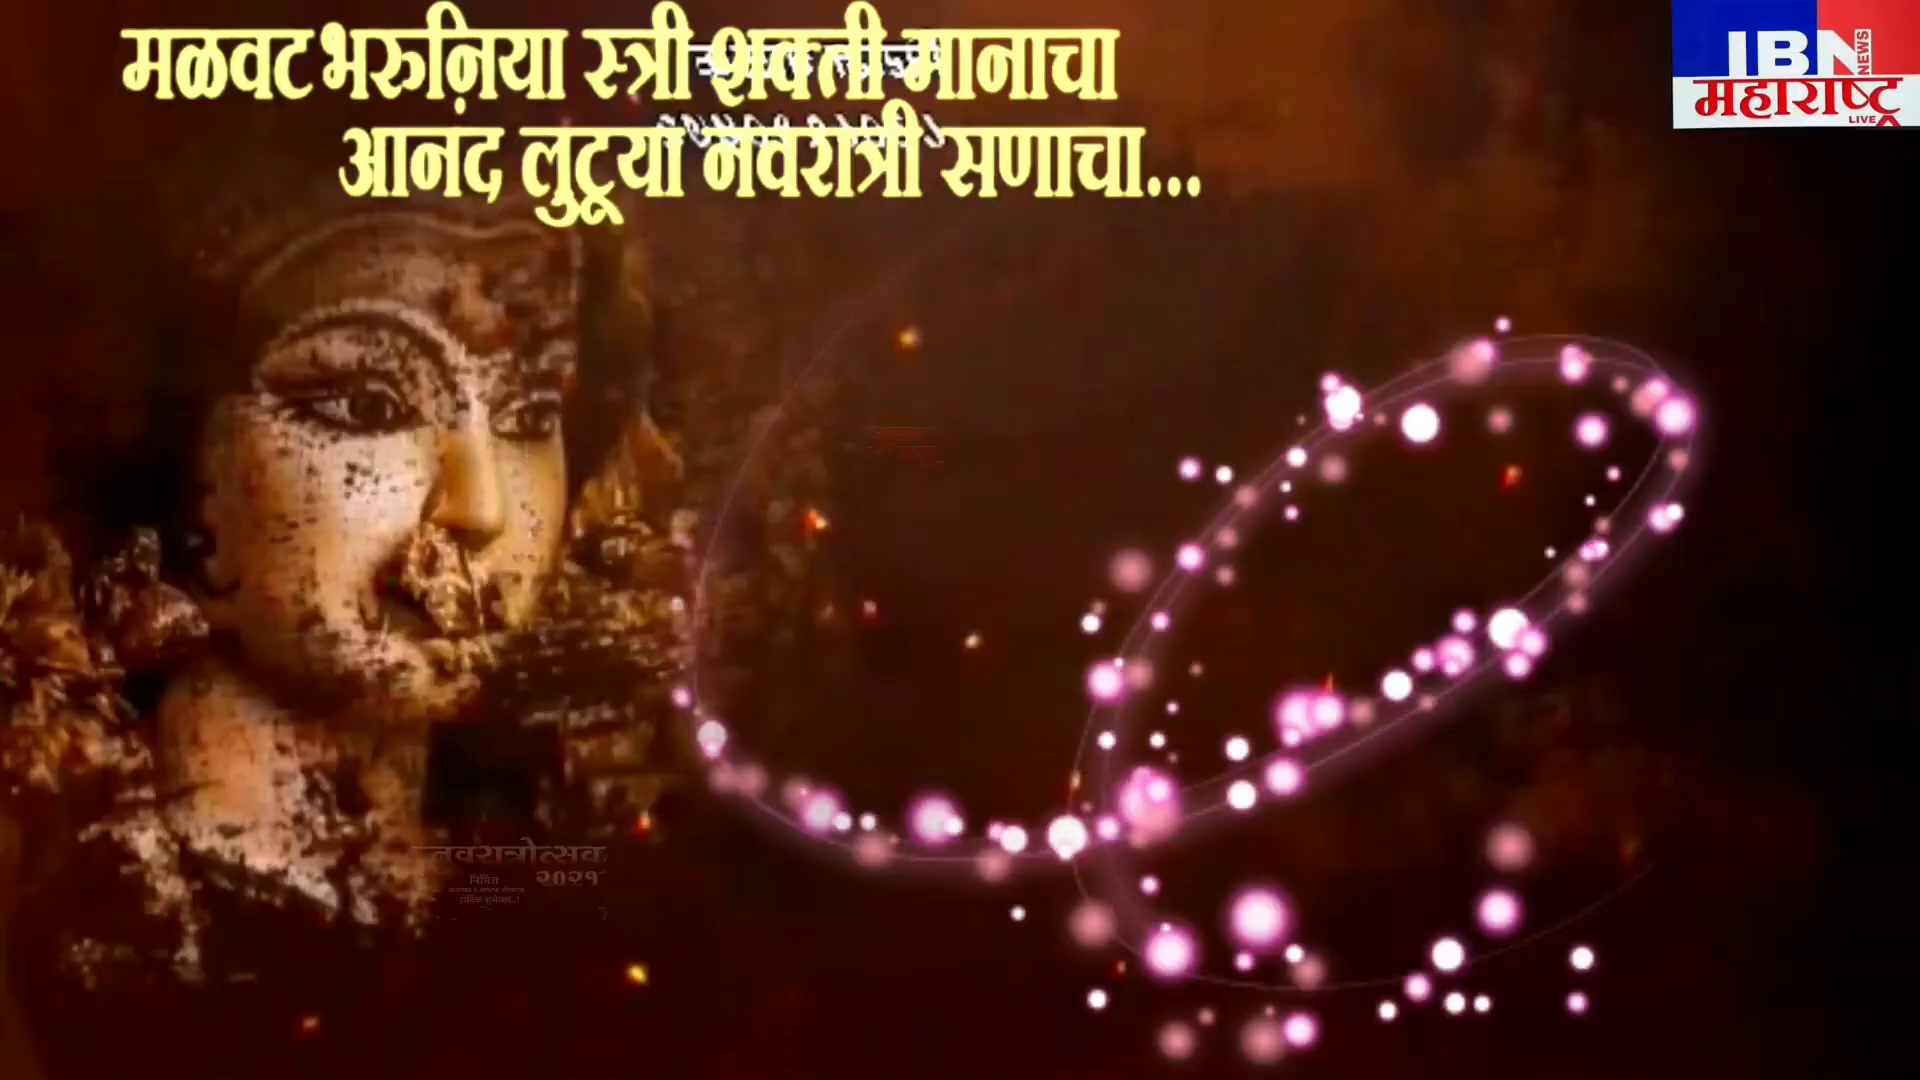 मळवट भरुनिया स्त्री शक्ती मानाचा
आनंद लुटूया नवरात्री सणाचा...
IBN
NEWS
महाराष्ट्र
LIVE
नवरात्रोत्सव
निमित्त २०२१
हार्दिक शुभेच्छा..!